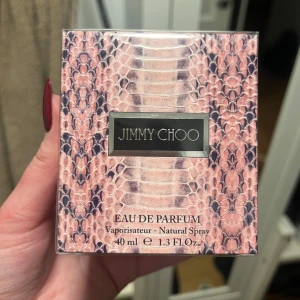 JIMMY CHOO
EAU DE PARFUM
Vaporisateur - Natural Spray
40 ml ℮ 1.3 Fl.Oz.